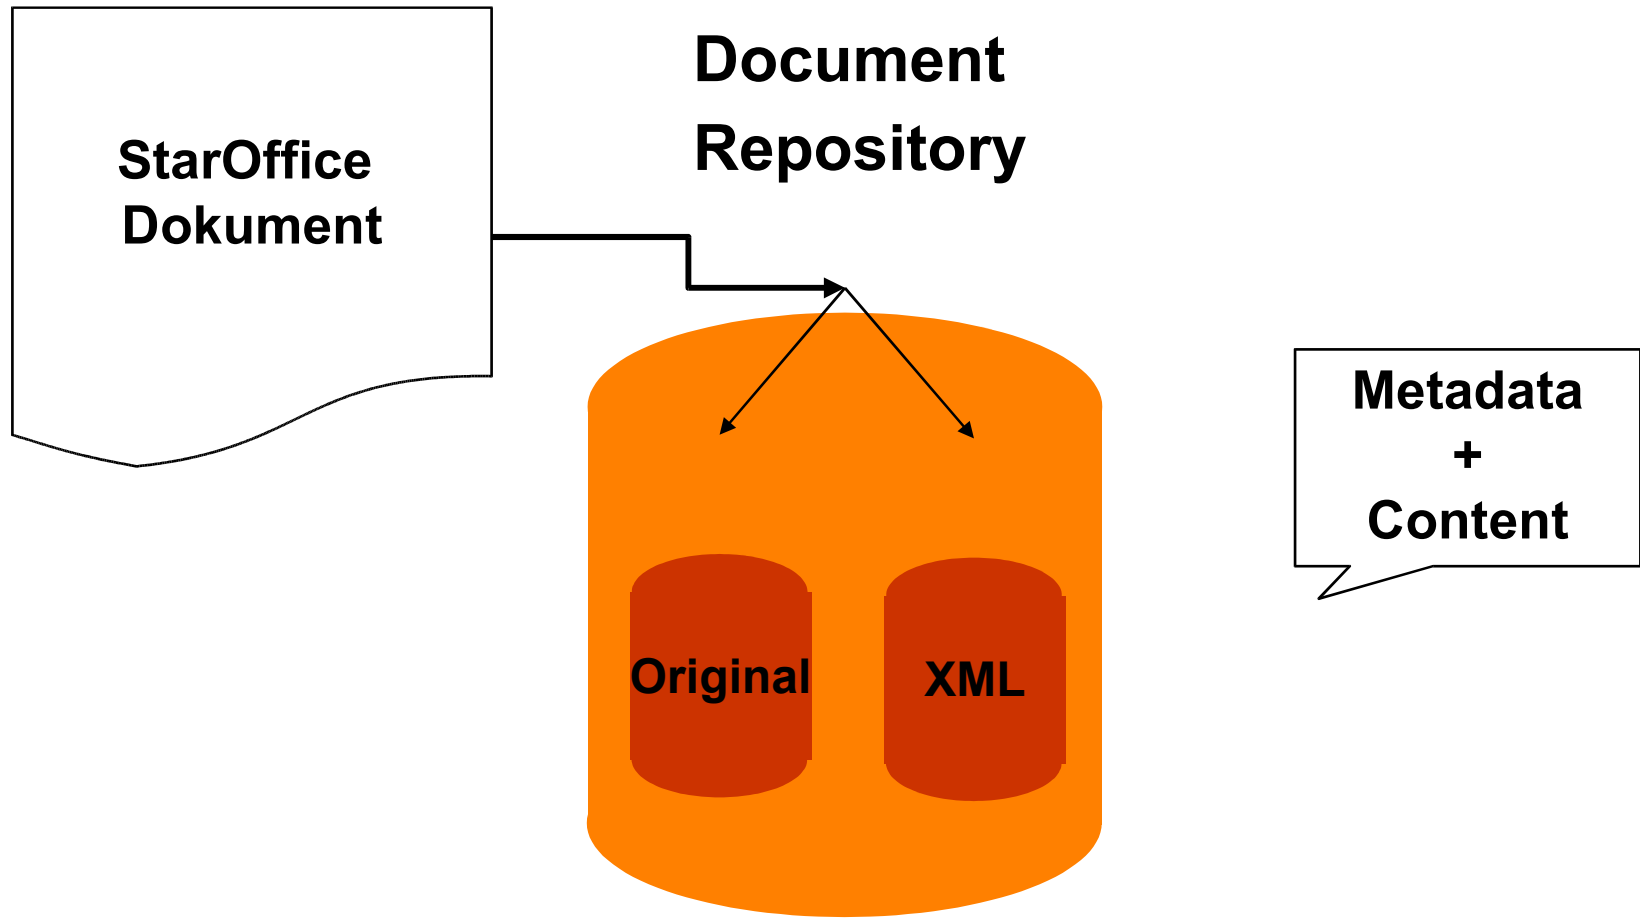 Document
Repository
StarOffice
Dokument
Metadata
+
Content
Original
XML